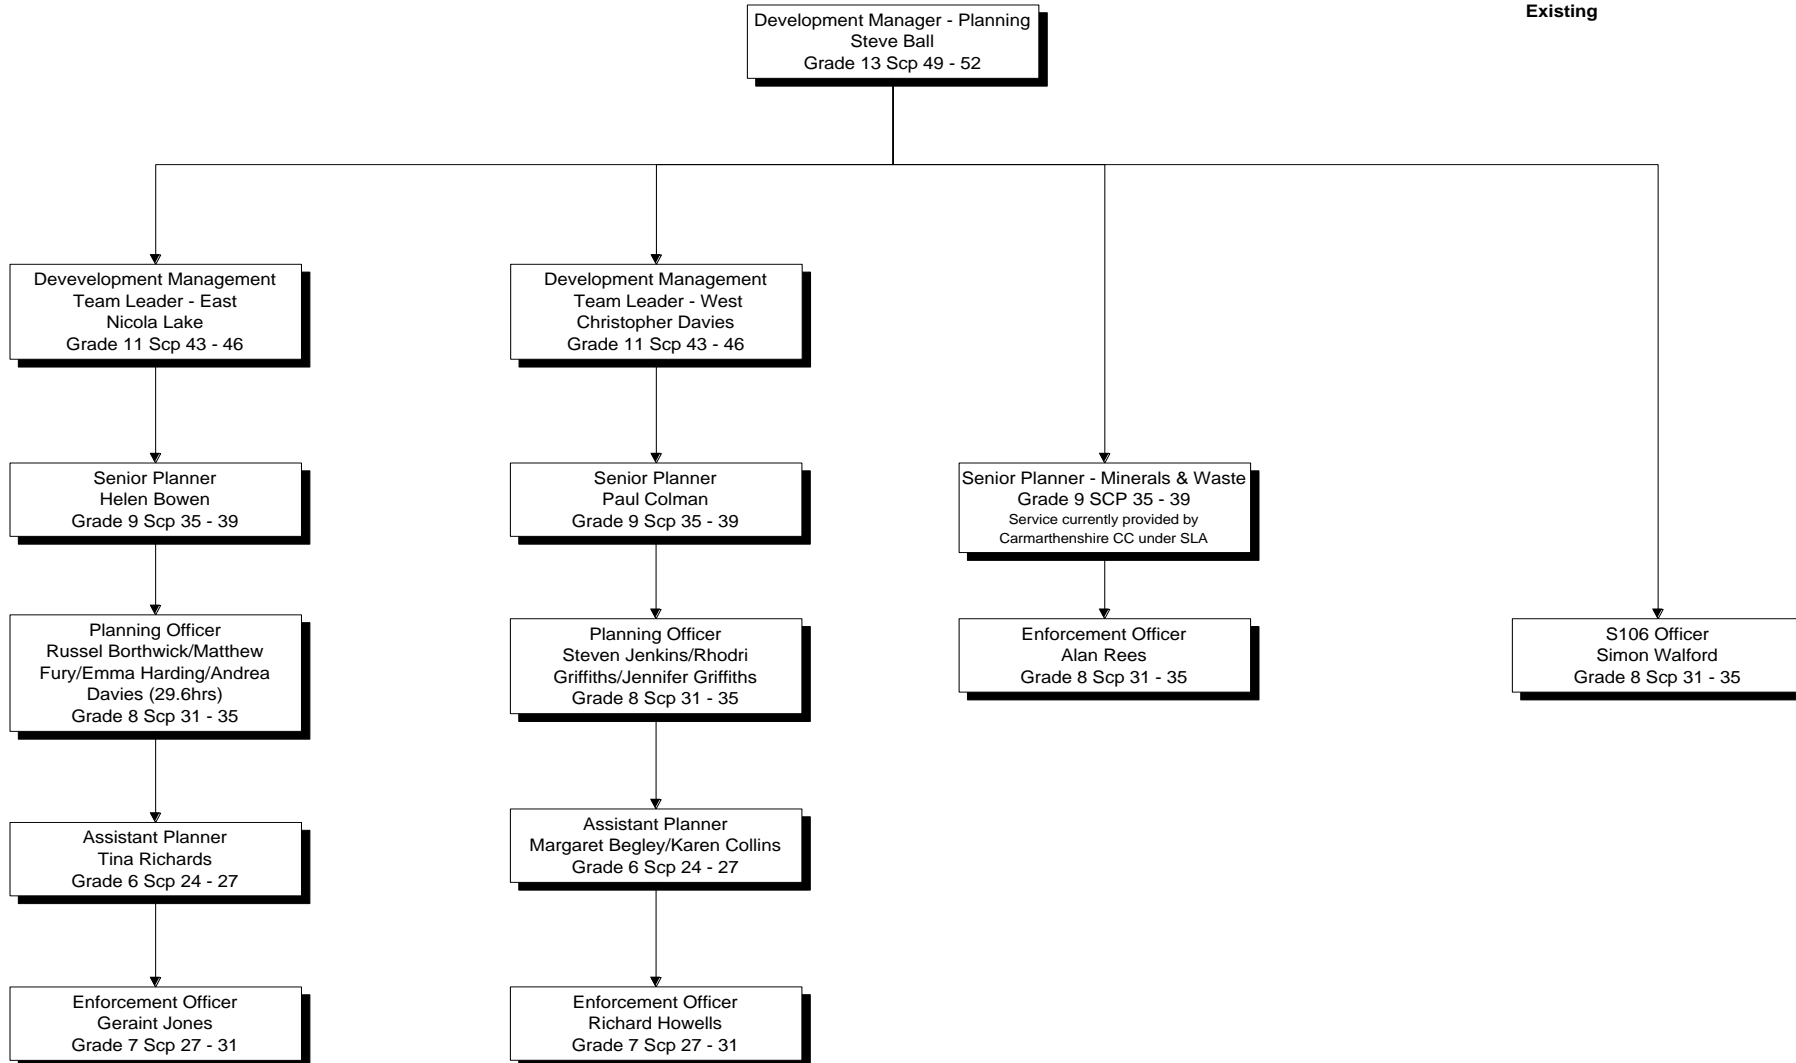 Existing
Development Manager - Planning
Steve Ball
Grade 13 Scp 49 - 52
Devevelopment Management
Team Leader - East
Nicola Lake
Grade 11 Scp 43 - 46
Development Management
Team Leader - West
Christopher Davies
Grade 11 Scp 43 - 46
Senior Planner
Helen Bowen
Grade 9 Scp 35 - 39
Senior Planner
Paul Colman
Grade 9 Scp 35 - 39
Senior Planner - Minerals & Waste
Grade 9 SCP 35 - 39
Service currently provided by
Carmarthenshire CC under SLA
Planning Officer
Russel Borthwick/Matthew
Fury/Emma Harding/Andrea
Davies (29.6hrs)
Grade 8 Scp 31 - 35
Planning Officer
Steven Jenkins/Rhodri
Griffiths/Jennifer Griffiths
Grade 8 Scp 31 - 35
Enforcement Officer
Alan Rees
Grade 8 Scp 31 - 35
S106 Officer
Simon Walford
Grade 8 Scp 31 - 35
Assistant Planner
Tina Richards
Grade 6 Scp 24 - 27
Assistant Planner
Margaret Begley/Karen Collins
Grade 6 Scp 24 - 27
Enforcement Officer
Geraint Jones
Grade 7 Scp 27 - 31
Enforcement Officer
Richard Howells
Grade 7 Scp 27 - 31